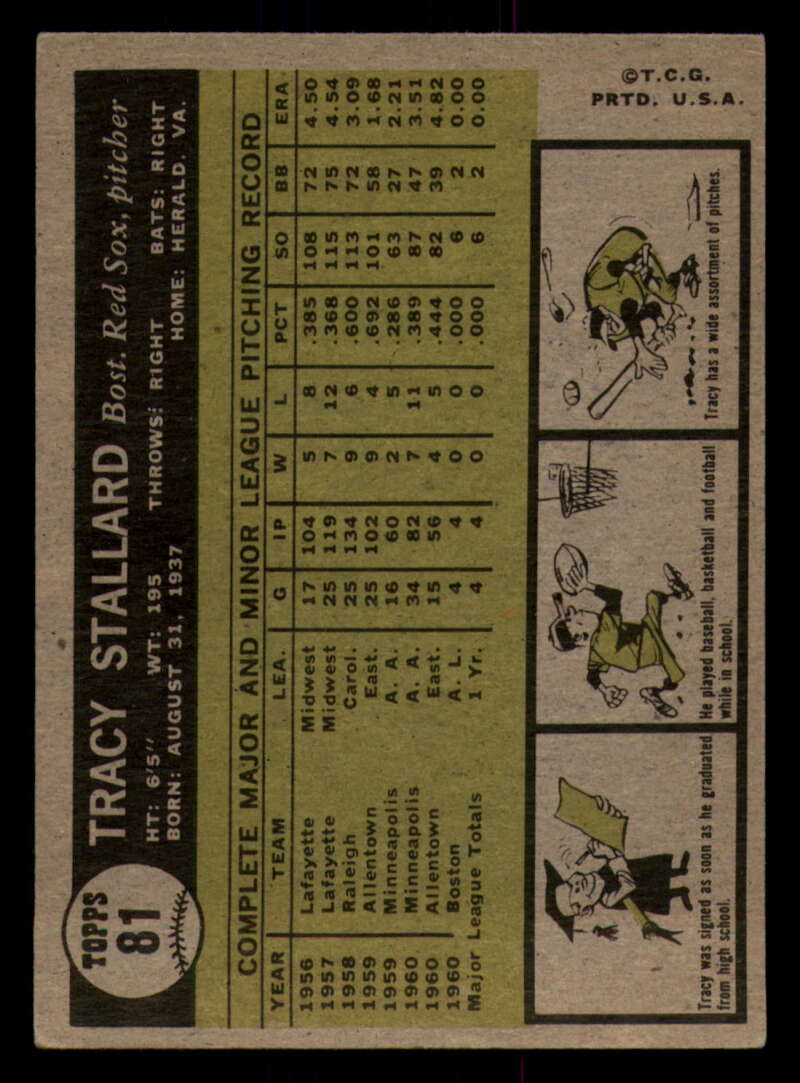 TOPPS
81
TRACY STALLARD Bost. Red Sox, pitcher
HT: 6'5" WT: 195 THROWS: RIGHT BATS: RIGHT
BORN: AUGUST 31, 1937 HOME: HERALD, VA.
COMPLETE MAJOR AND MINOR LEAGUE PITCHING RECORD
YEAR TEAM LEA. G IP W L PCT SO BB ERA
1956 Lafayette Midwest 17 104 5 8 .385 108 72 4.50
1957 Lafayette Midwest 25 119 7 12 .368 115 75 4.54
1958 Raleigh Carol. 25 134 9 6 .600 113 72 3.09
1959 Allentown East. 25 102 9 4 .692 101 58 1.68
1959 Minneapolis A. A. 16 60 2 5 .286 63 27 2.21
1960 Minneapolis A. A. 34 82 7 11 .389 87 47 3.51
1960 Allentown East. 15 56 4 5 .444 82 39 4.82
1960 Boston A. L. 4 4 0 0 .000 6 2 0.00
Major League Totals 1 Yr. 4 4 0 0 .000 6 2 0.00
Tracy was signed as soon as he graduated
from high school.
He played baseball, basketball and football
while in school.
Tracy has a wide assortment of pitches.
©T.C.G.
PRTD. U.S.A.